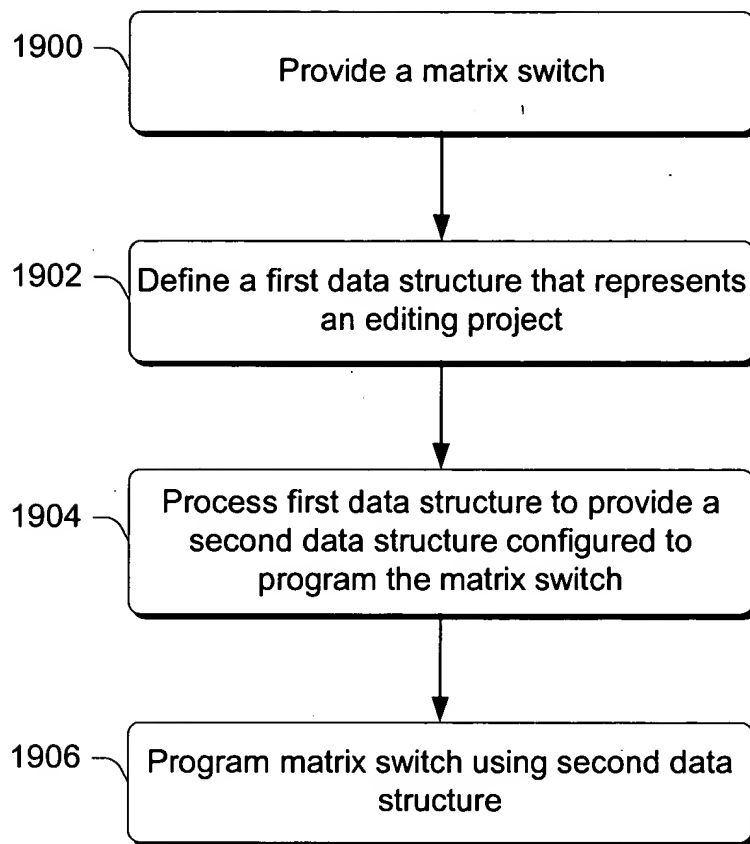 1900
Provide a matrix switch
1902
Define a first data structure that represents
an editing project
1904
Process first data structure to provide a
second data structure configured to
program the matrix switch
1906
Program matrix switch using second data
structure